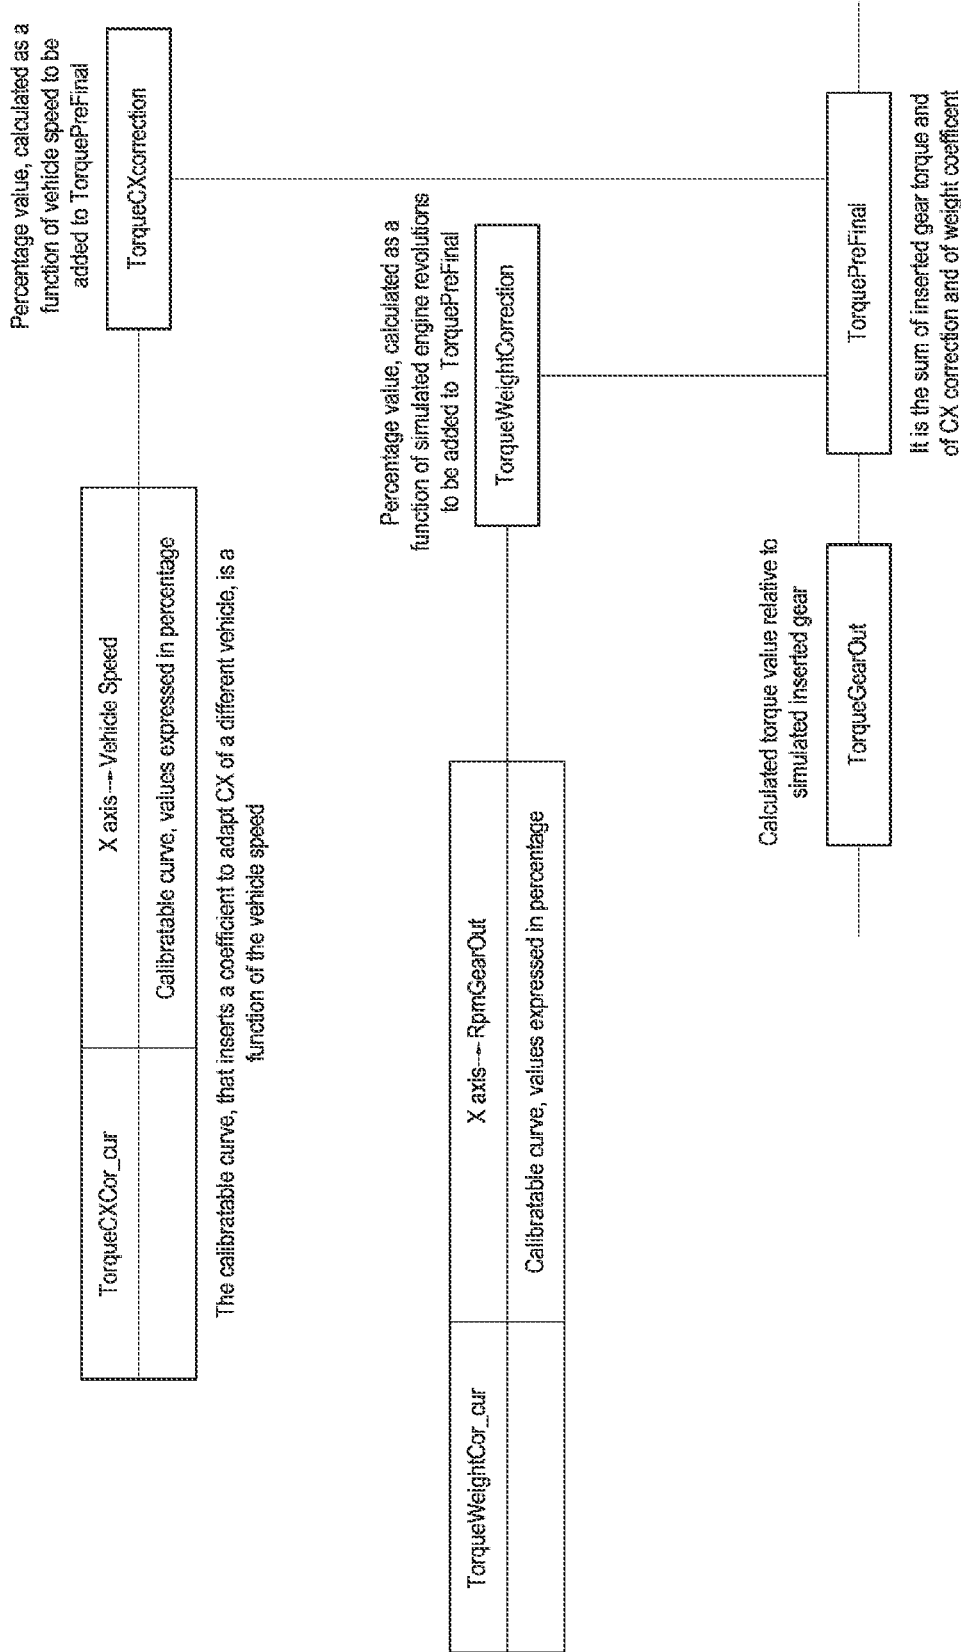 TorqueCXCor_cur
X axis---Vehicle Speed
Calibratable curve, values expressed in percentage
The calibratable curve, that inserts a coefficient to adapt CX of a different vehicle, is a
function of the vehicle speed
Percentage value, calculated as a
function of vehicle speed to be
added to TorquePreFinal
TorqueCXcorrection
TorqueWeightCor_cur
X axis---RpmGearOut
Calibratable curve, values expressed in percentage
Percentage value, calculated as a
function of simulated engine revolutions
to be added to TorquePreFinal
TorqueWeightCorrection
Calculated torque value relative to
simulated inserted gear
TorqueGearOut
TorquePreFinal
It is the sum of inserted gear torque and
of CX correction and of weight coefficent